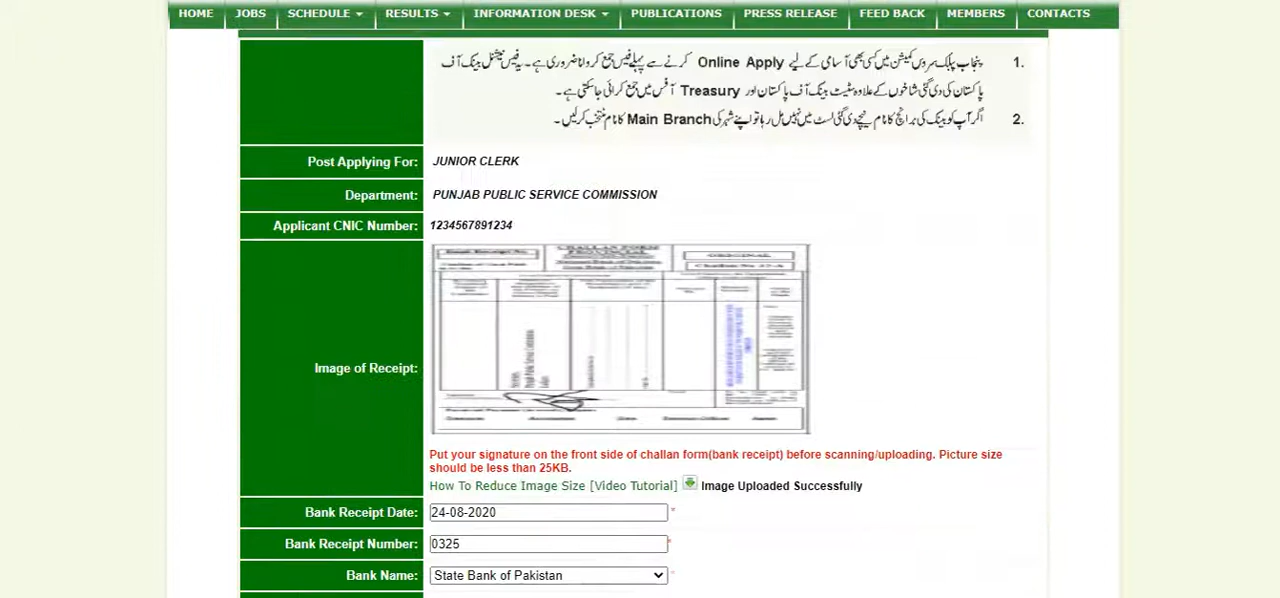 HOME JOBS SCHEDULE RESULTS INFORMATION DESK PUBLICATIONS PRESS RELEASE FEED BACK MEMBERS CONTACTS
1. پنجاب پبلک سروس کمیشن میں کسی بھی آسامی کے لیے Online Apply کرنے سے پہلے فیس جمع کروانا ضروری ہے۔ یہ فیس نیشنل بینک آف
پاکستان کی دی گئی شاخوں کے علاوہ سٹیٹ بینک آف پاکستان اور Treasury آفس میں جمع کرائی جاسکتی ہے۔
2. اگر آپ کو بینک کی برانچ کا نام نیچے دی گئی لسٹ میں نہیں مل رہا تو اپنے شہر کی Main Branch کا نام منتخب کرلیں۔
Post Applying For: JUNIOR CLERK
Department: PUNJAB PUBLIC SERVICE COMMISSION
Applicant CNIC Number: 1234567891234
CHALLAN FORM
PROVINCIAL
ORIGINAL
Image of Receipt:
Put your signature on the front side of challan form(bank receipt) before scanning/uploading. Picture size
should be less than 25KB.
How To Reduce Image Size [Video Tutorial] Image Uploaded Successfully
Bank Receipt Date: 24-08-2020 *
Bank Receipt Number: 0325 *
Bank Name: State Bank of Pakistan *